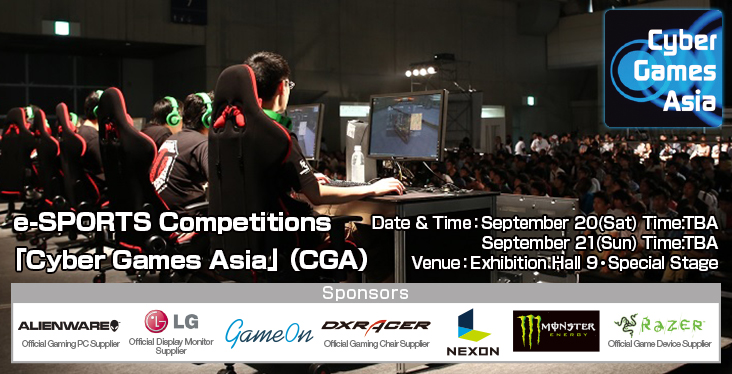 Cyber
Games
Asia
e-SPORTS Competitions
「Cyber Games Asia」(CGA)
Date & Time：September 20(Sat) Time:TBA
September 21(Sun) Time:TBA
Venue：Exhibition Hall 9・Special Stage
Sponsors
ALIENWARE
Official Gaming PC Supplier
LG
Official Display Monitor
Supplier
GameOn
DXRACER
Official Gaming Chair Supplier
NEXON
MONSTER
ENERGY
RAZER
Official Game Device Supplier